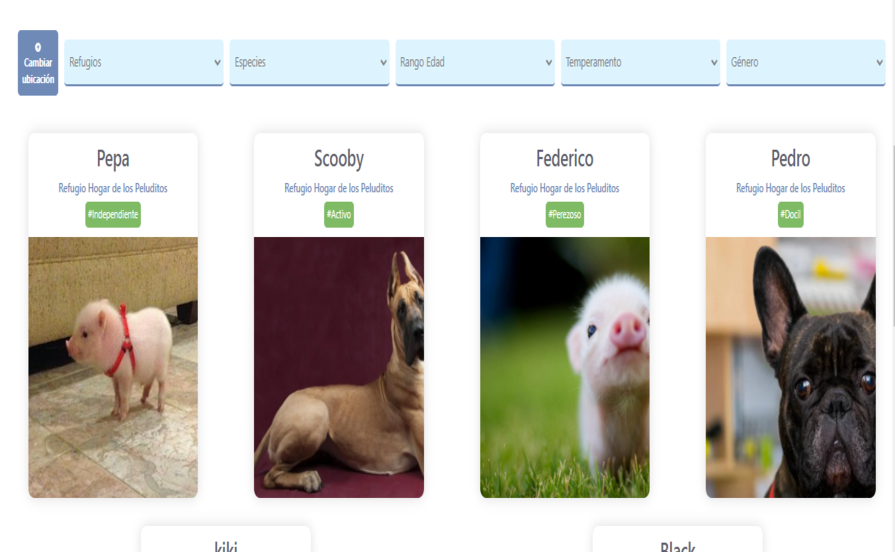 Cambiar
ubicación
Refugios
Especies
Rango Edad
Temperamento
Género
Pepa
Refugio Hogar de los Peluditos
#Independiente
Scooby
Refugio Hogar de los Peluditos
#Activo
Federico
Refugio Hogar de los Peluditos
#Perezoso
Pedro
Refugio Hogar de los Peluditos
#Docil
kiki
Black